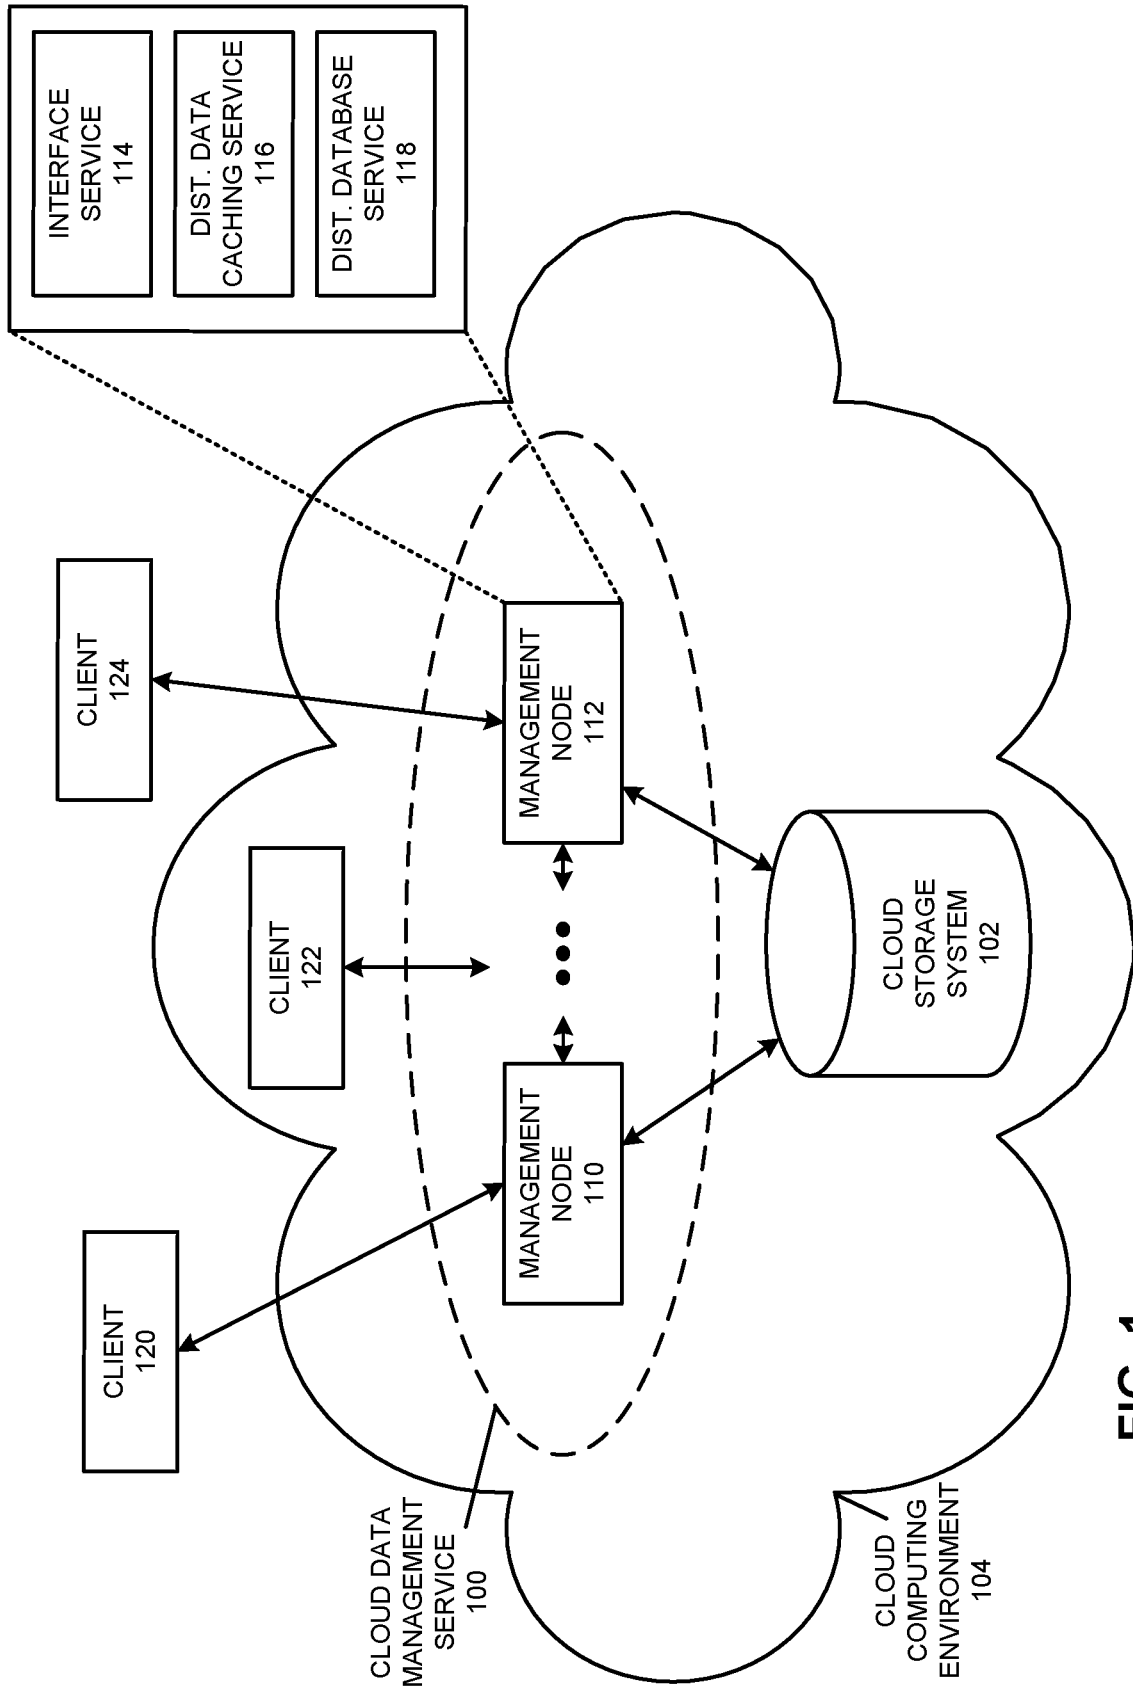 INTERFACE
SERVICE
114
DIST. DATA
CACHING SERVICE
116
DIST. DATABASE
SERVICE
118
CLIENT
120
CLIENT
122
CLIENT
124
CLOUD DATA
MANAGEMENT
SERVICE
100
MANAGEMENT
NODE
110
MANAGEMENT
NODE
112
CLOUD
STORAGE
SYSTEM
102
CLOUD
COMPUTING
ENVIRONMENT
104
FIG. 1